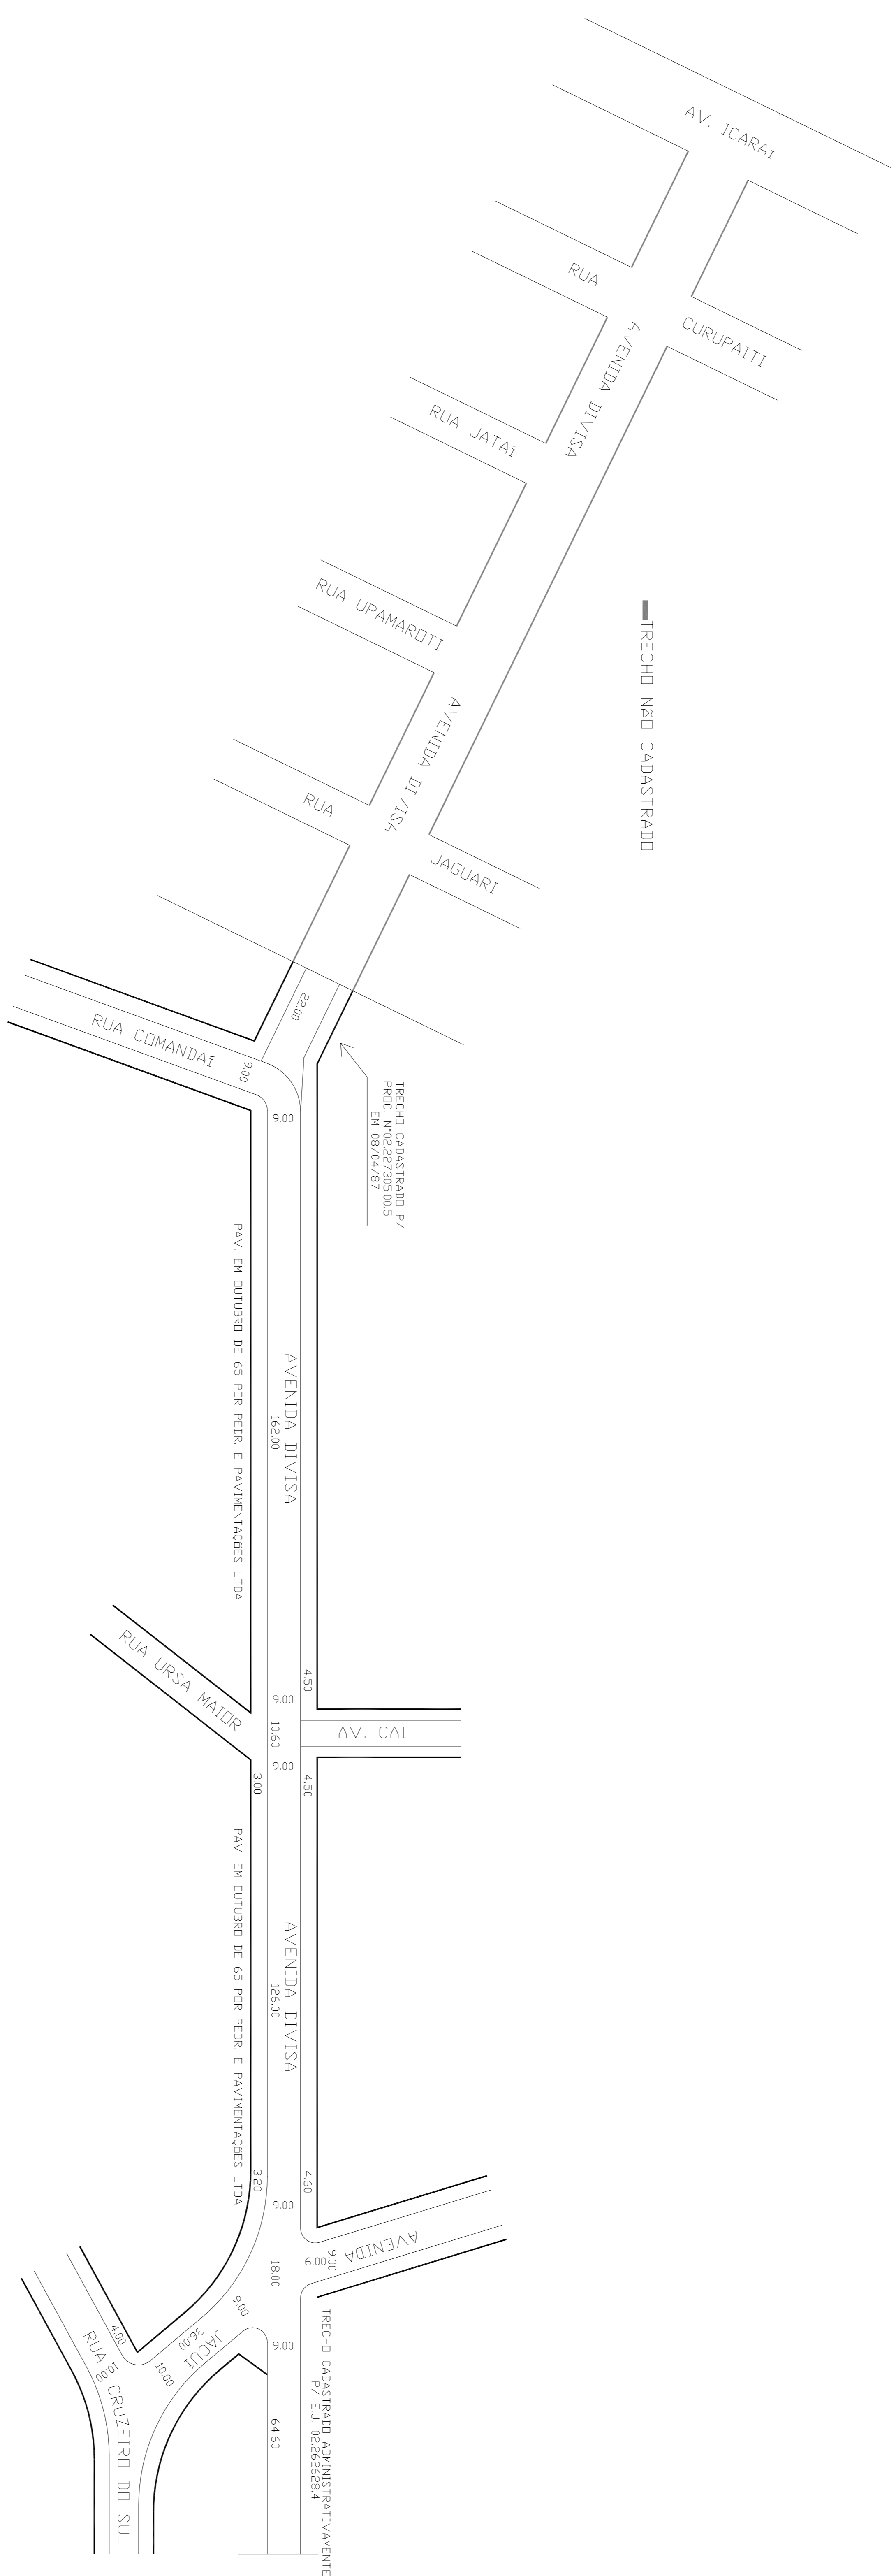 AV. ICARAÍ
RUA
CURUPAITI
AVENIDA DIVISA
RUA JATAÍ
RUA UPAMAROTI
TRECHO NÃO CADASTRADO
AVENIDA DIVISA
RUA
JAGUARI
22.00
RUA COMANDAÍ
9.00
9.00
TRECHO CADASTRADO P/
PROC. N°02.227305.00.5
EM 08/04/87
PAV. EM OUTUBRO DE 65 POR PEDR. E PAVIMENTAÇÕES LTDA
AVENIDA DIVISA
162.00
RUA URSA MAIOR
4.50
9.00
10.60
AV. CAI
9.00
4.50
3.00
PAV. EM OUTUBRO DE 65 POR PEDR. E PAVIMENTAÇÕES LTDA
AVENIDA DIVISA
126.00
3.20
4.60
9.00
AVENIDA
9.00
6.00
18.00
9.00
JACUÍ
36.00
4.00
10.00
9.00
RUA CRUZEIRO DO SUL
10.08
64.60
TRECHO CADASTRADO ADMINISTRATIVAMENTE
P/ E.U. 02.262628.4